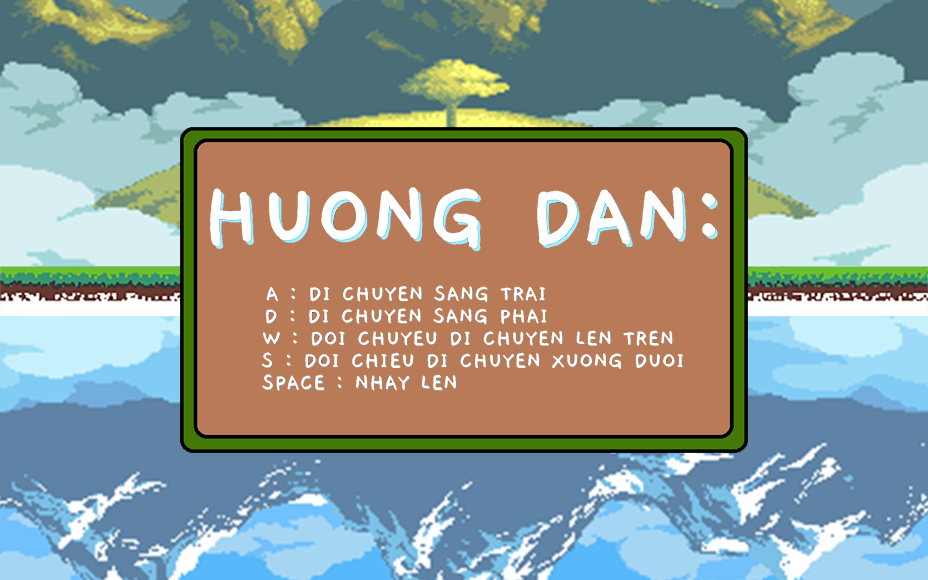 HUONG DAN:
A : DI CHUYEN SANG TRAI
D : DI CHUYEN SANG PHAI
W : DOI CHUYEU DI CHUYEN LEN TREN
S : DOI CHIEU DI CHUYEN XUONG DUOI
SPACE : NHAY LEN